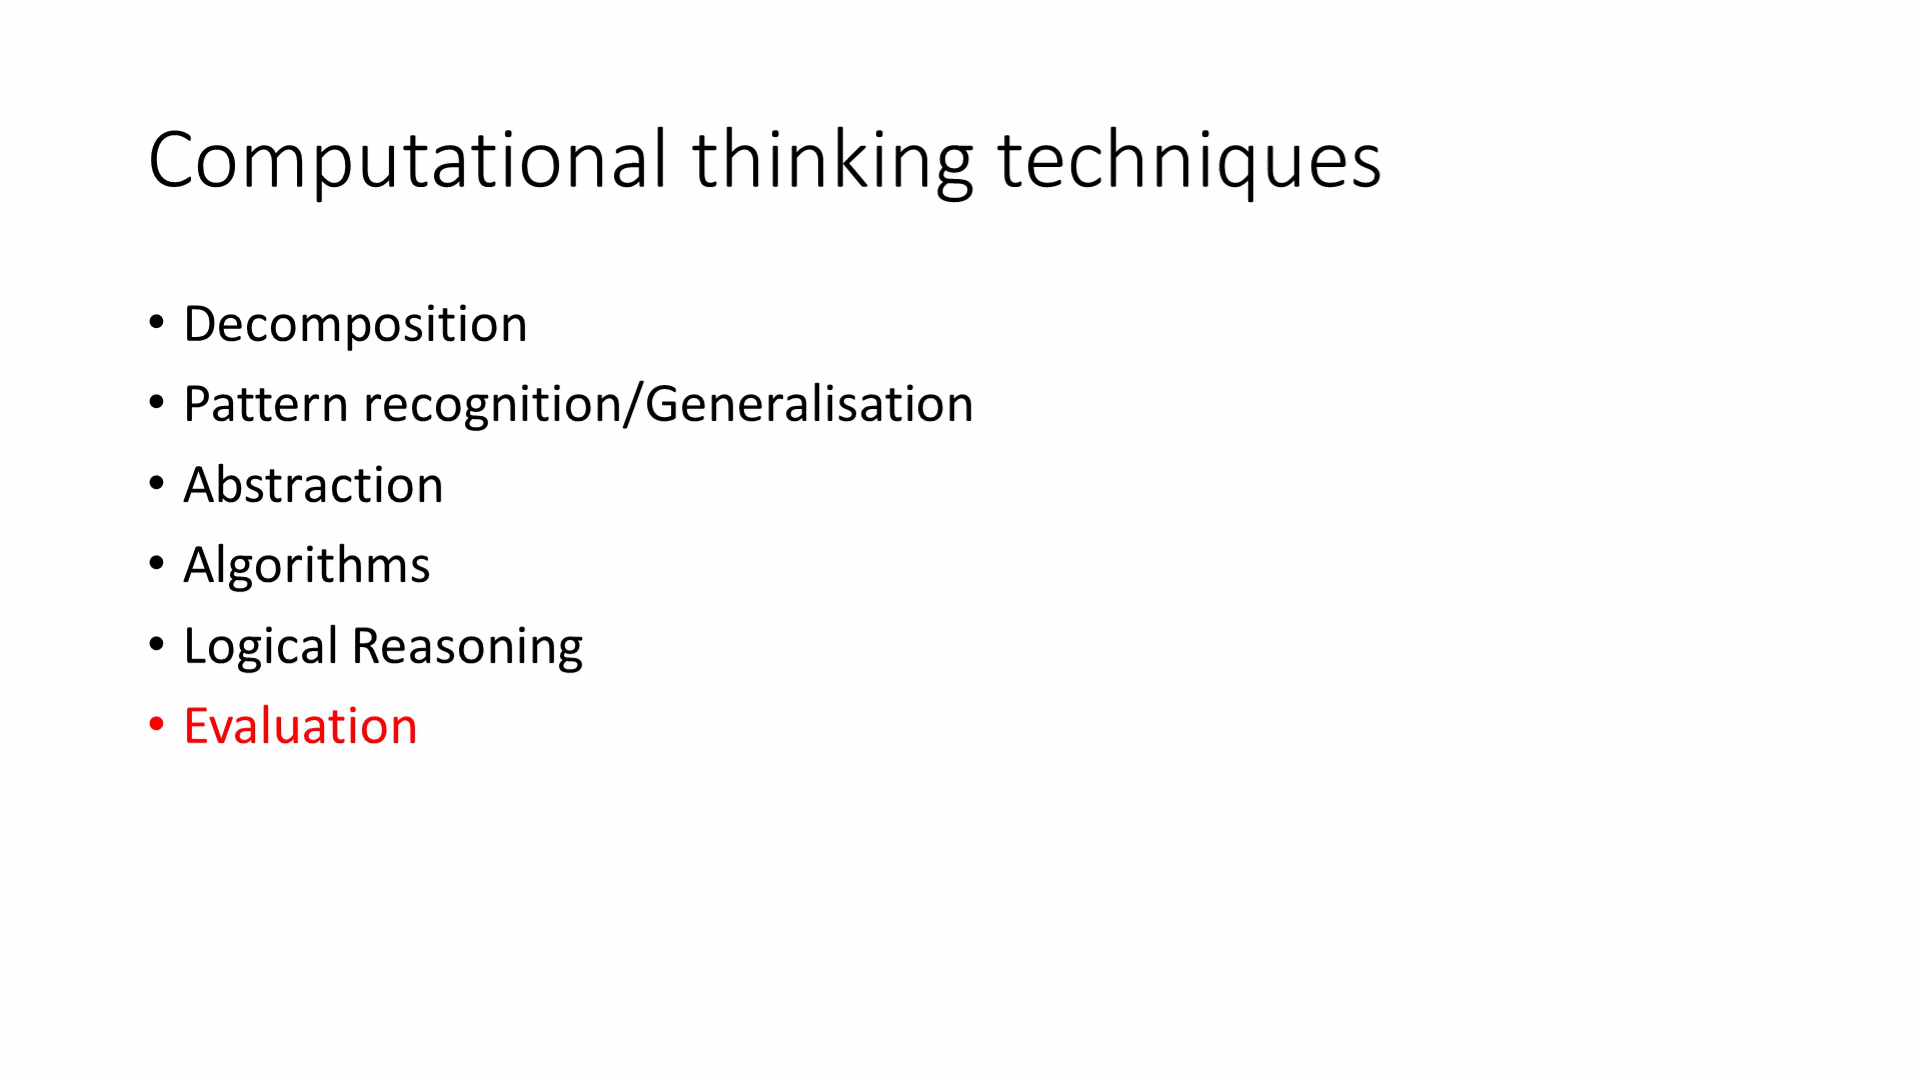 Computational thinking techniques
• Decomposition
• Pattern recognition/Generalisation
• Abstraction
• Algorithms
• Logical Reasoning
• Evaluation